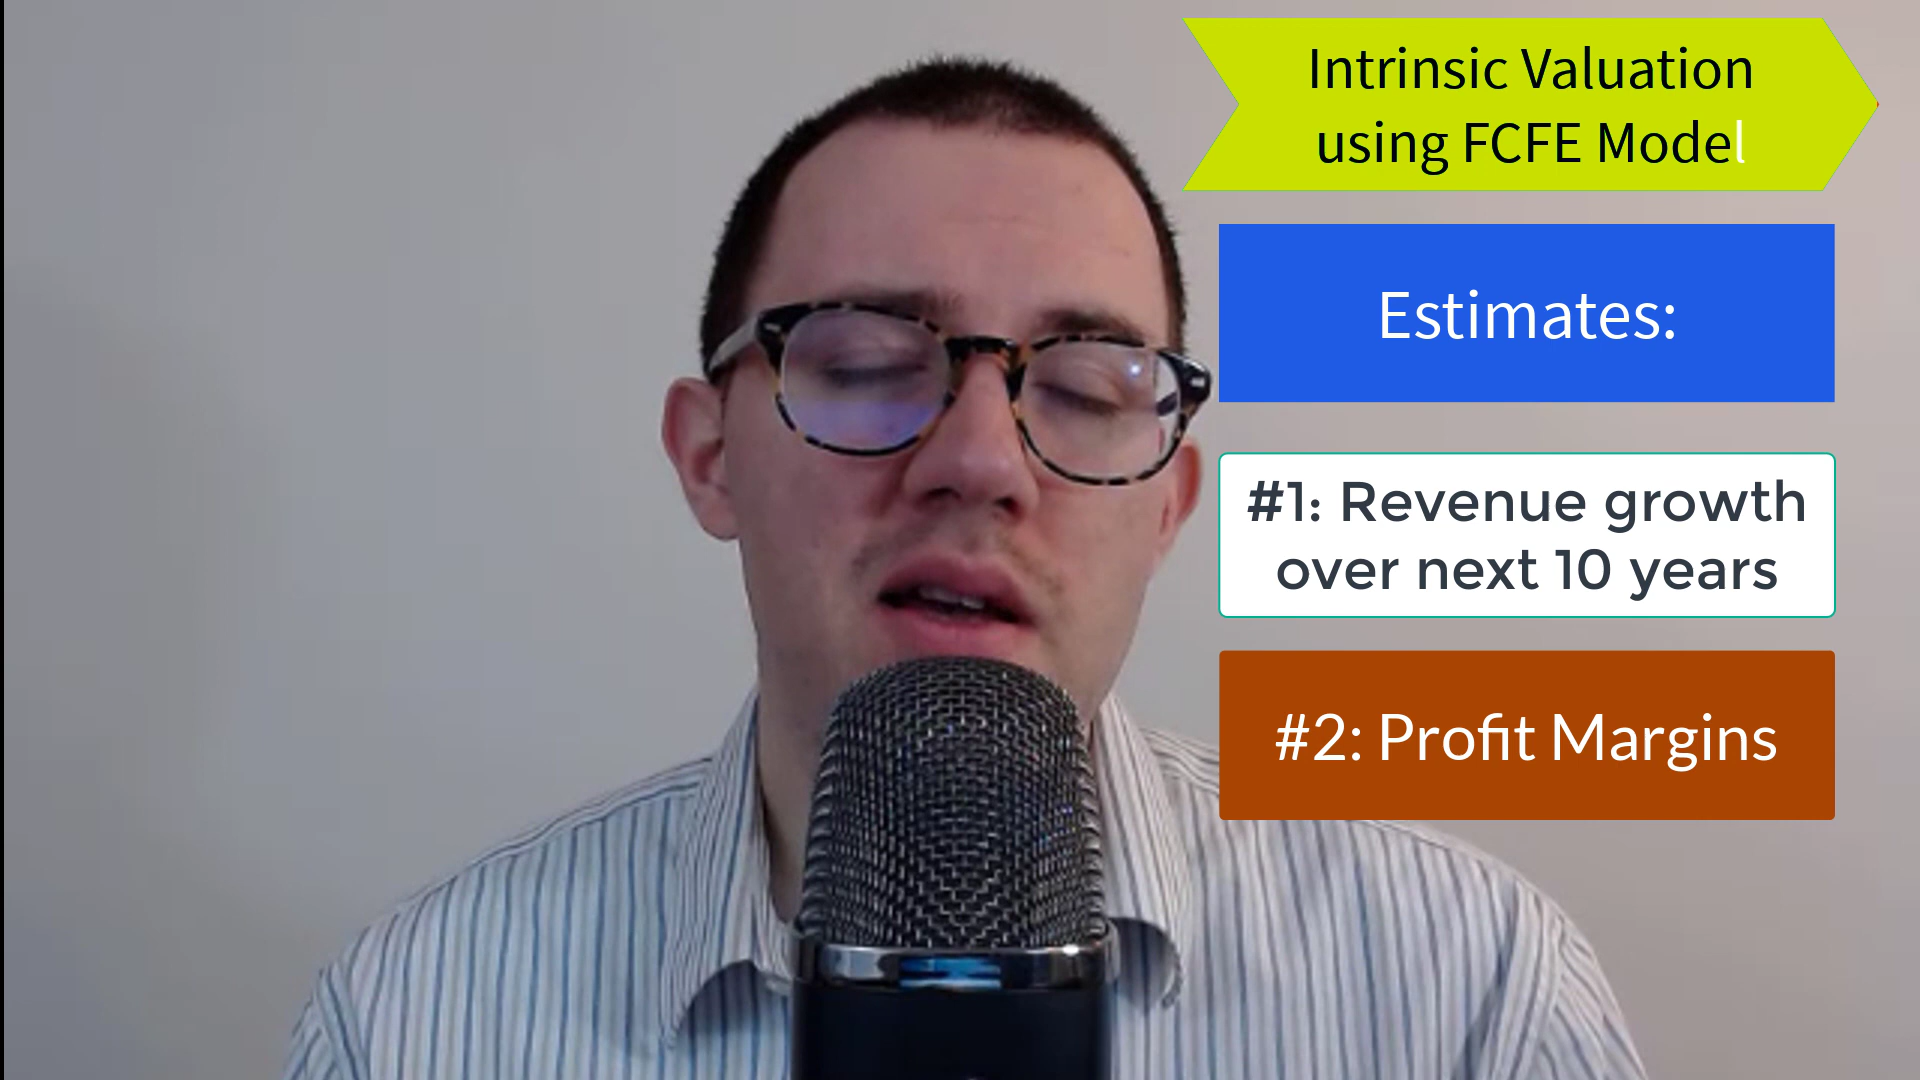 Intrinsic Valuation
using FCFE Model
Estimates:
#1: Revenue growth
over next 10 years
#2: Profit Margins